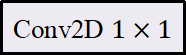 Conv2D 1 × 1